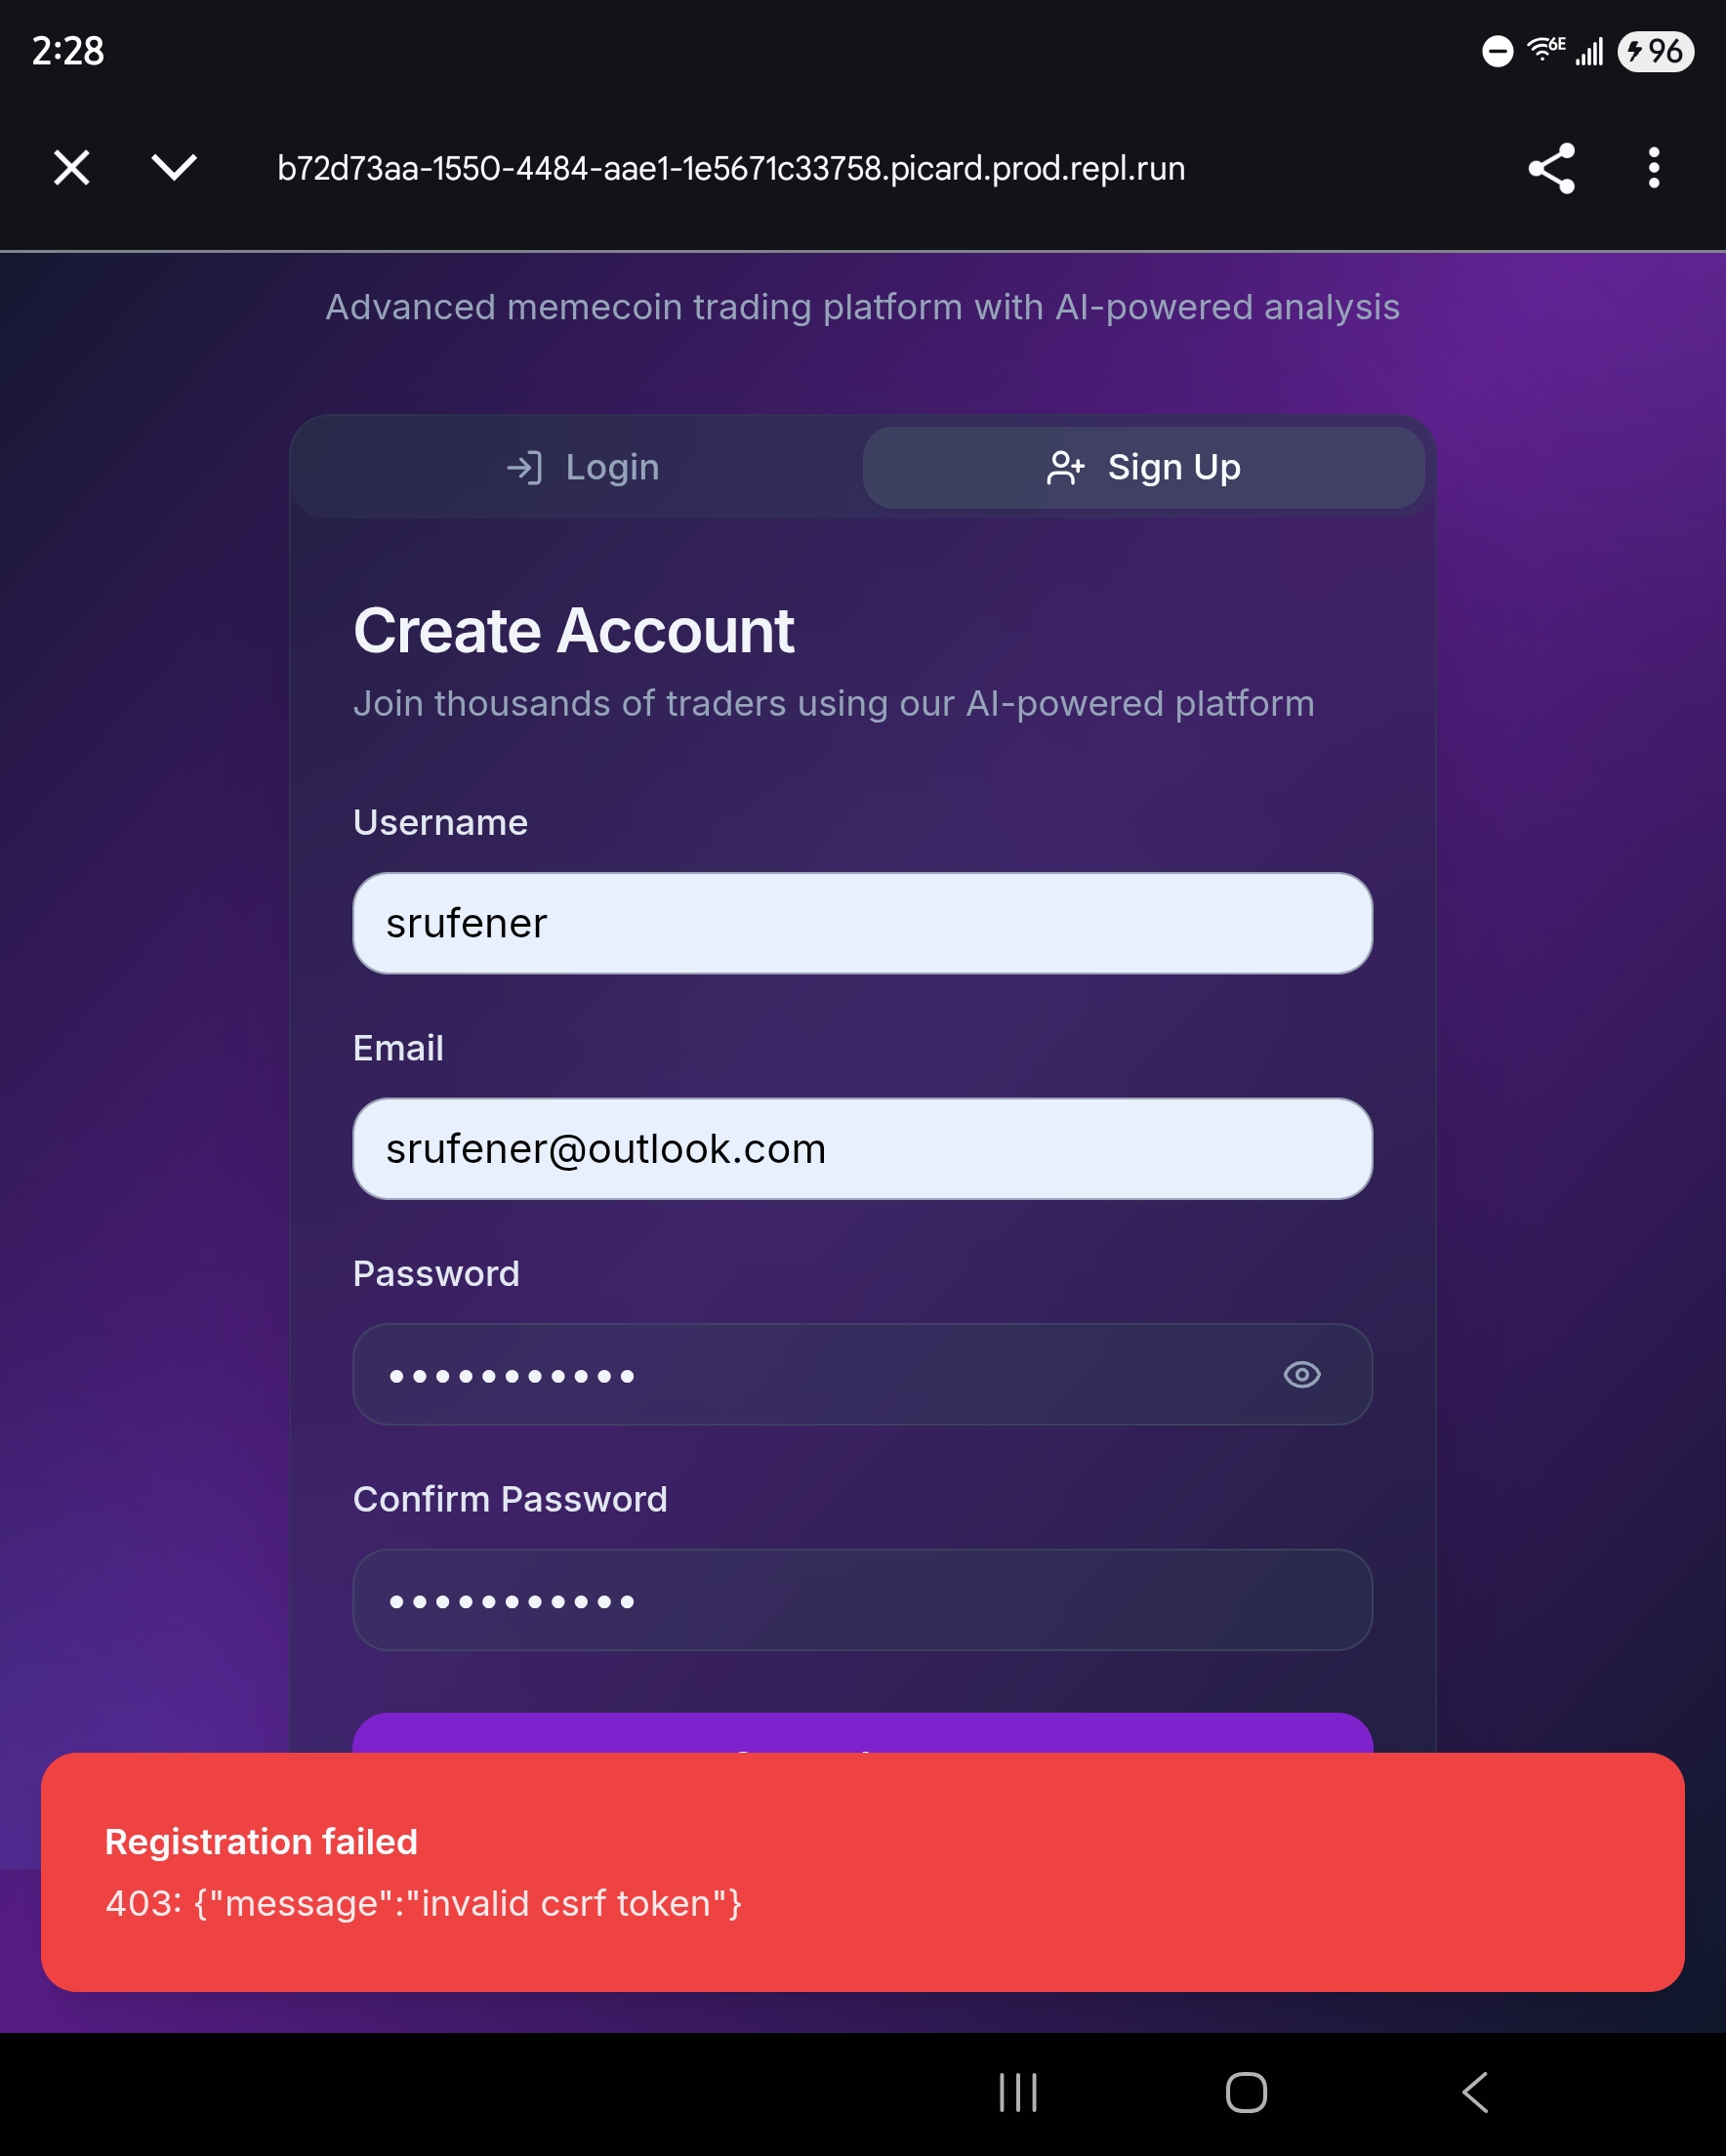 2:28
6E
96
b72d73aa-1550-4484-aae1-1e5671c33758.picard.prod.repl.run
Advanced memecoin trading platform with AI-powered analysis
Login
Sign Up
Create Account
Join thousands of traders using our AI-powered platform
Username
srufener
Email
srufener@outlook.com
Password
•••••••••••
Confirm Password
•••••••••••
Registration failed
403: {"message":"invalid csrf token"}